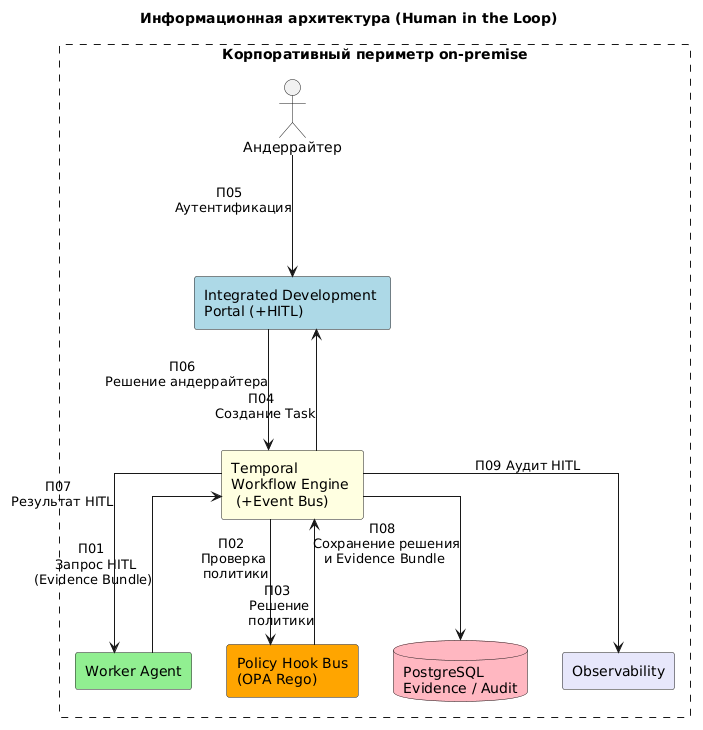 Информационная архитектура (Human in the Loop)
Корпоративный периметр on-premise
Андеррайтер
П05
Аутентификация
Integrated Development
Portal (+HITL)
П06
Решение андеррайтера
П04
Создание Task
Temporal
Workflow Engine
(+Event Bus)
П09 Аудит HITL
П07
Результат HITL
П01
Запрос HITL
(Evidence Bundle)
П02
Проверка
политики
П03
Решение
политики
П08
Сохранение решения
и Evidence Bundle
Worker Agent
Policy Hook Bus
(OPA Rego)
PostgreSQL
Evidence / Audit
Observability